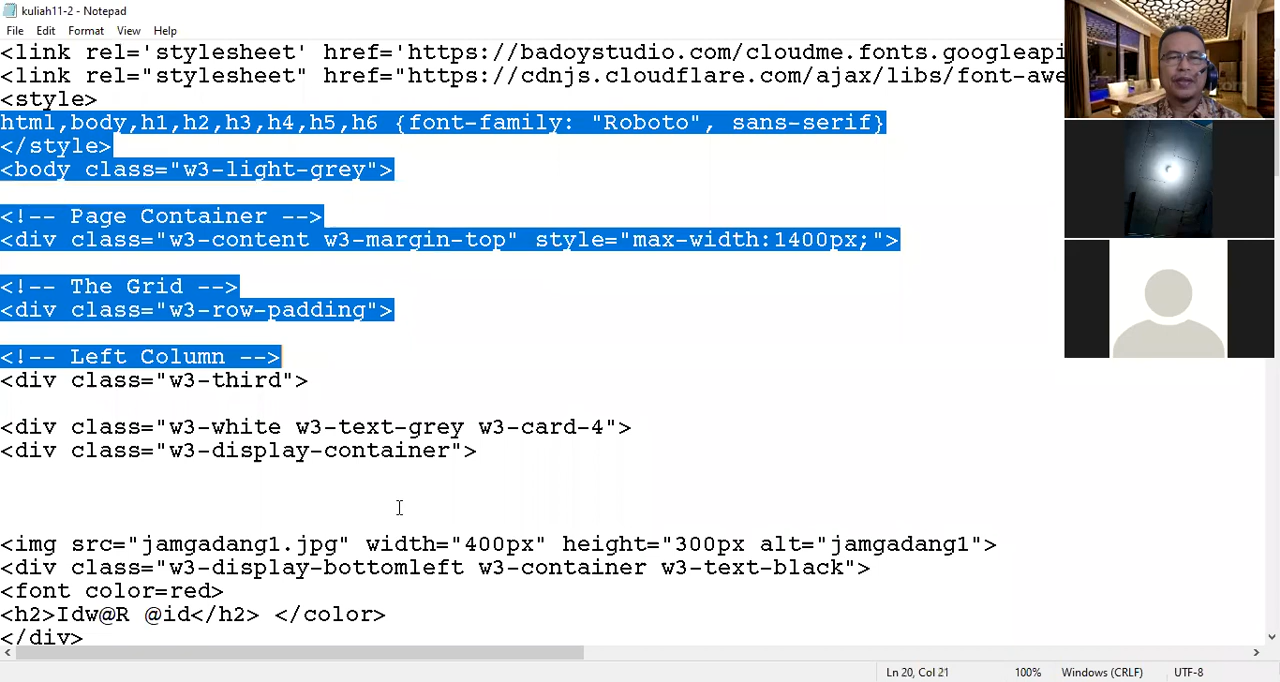 kuliah11-2 - Notepad
File Edit Format View Help
<link rel='stylesheet' href='https://badoystudio.com/cloudme.fonts.googleapi
<link rel="stylesheet" href="https://cdnjs.cloudflare.com/ajax/libs/font-awe
<style>
html,body,h1,h2,h3,h4,h5,h6 {font-family: "Roboto", sans-serif}
</style>
<body class="w3-light-grey">
<!-- Page Container -->
<div class="w3-content w3-margin-top" style="max-width:1400px;">
<!-- The Grid -->
<div class="w3-row-padding">
<!-- Left Column -->
<div class="w3-third">
<div class="w3-white w3-text-grey w3-card-4">
<div class="w3-display-container">
<img src="jamgadang1.jpg" width="400px" height="300px alt="jamgadang1">
<div class="w3-display-bottomleft w3-container w3-text-black">
<font color=red>
<h2>Idw@R @id</h2> </color>
</div>
Ln 20, Col 21 100% Windows (CRLF) UTF-8